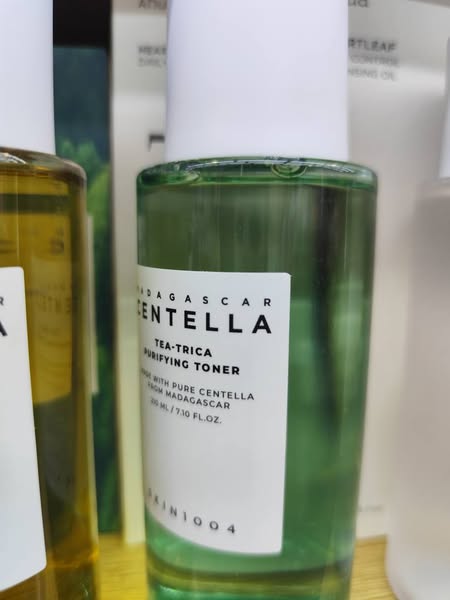 MADAGASCAR
CENTELLA
TEA-TRICA
PURIFYING TONER
MADE WITH PURE CENTELLA
FROM MADAGASCAR
210 ML / 7.10 FL.OZ.
SKIN1004
R
A